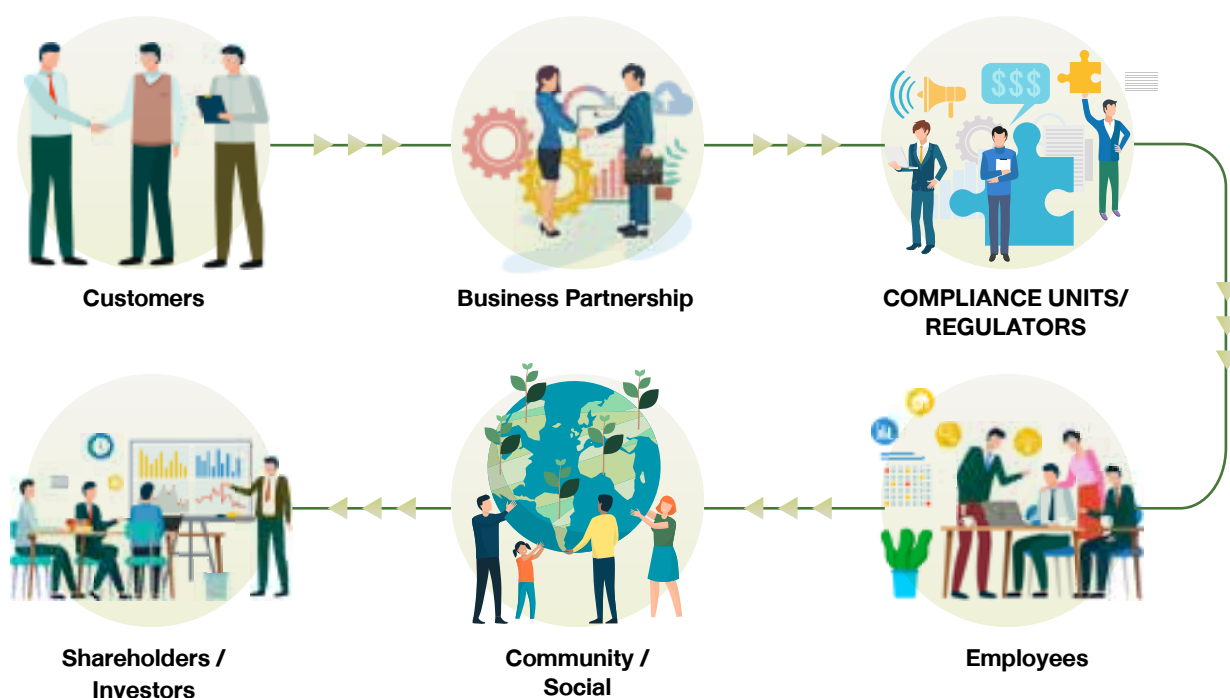 $$$
Customers
Business Partnership
COMPLIANCE UNITS/
REGULATORS
Shareholders /
Investors
Community /
Social
Employees